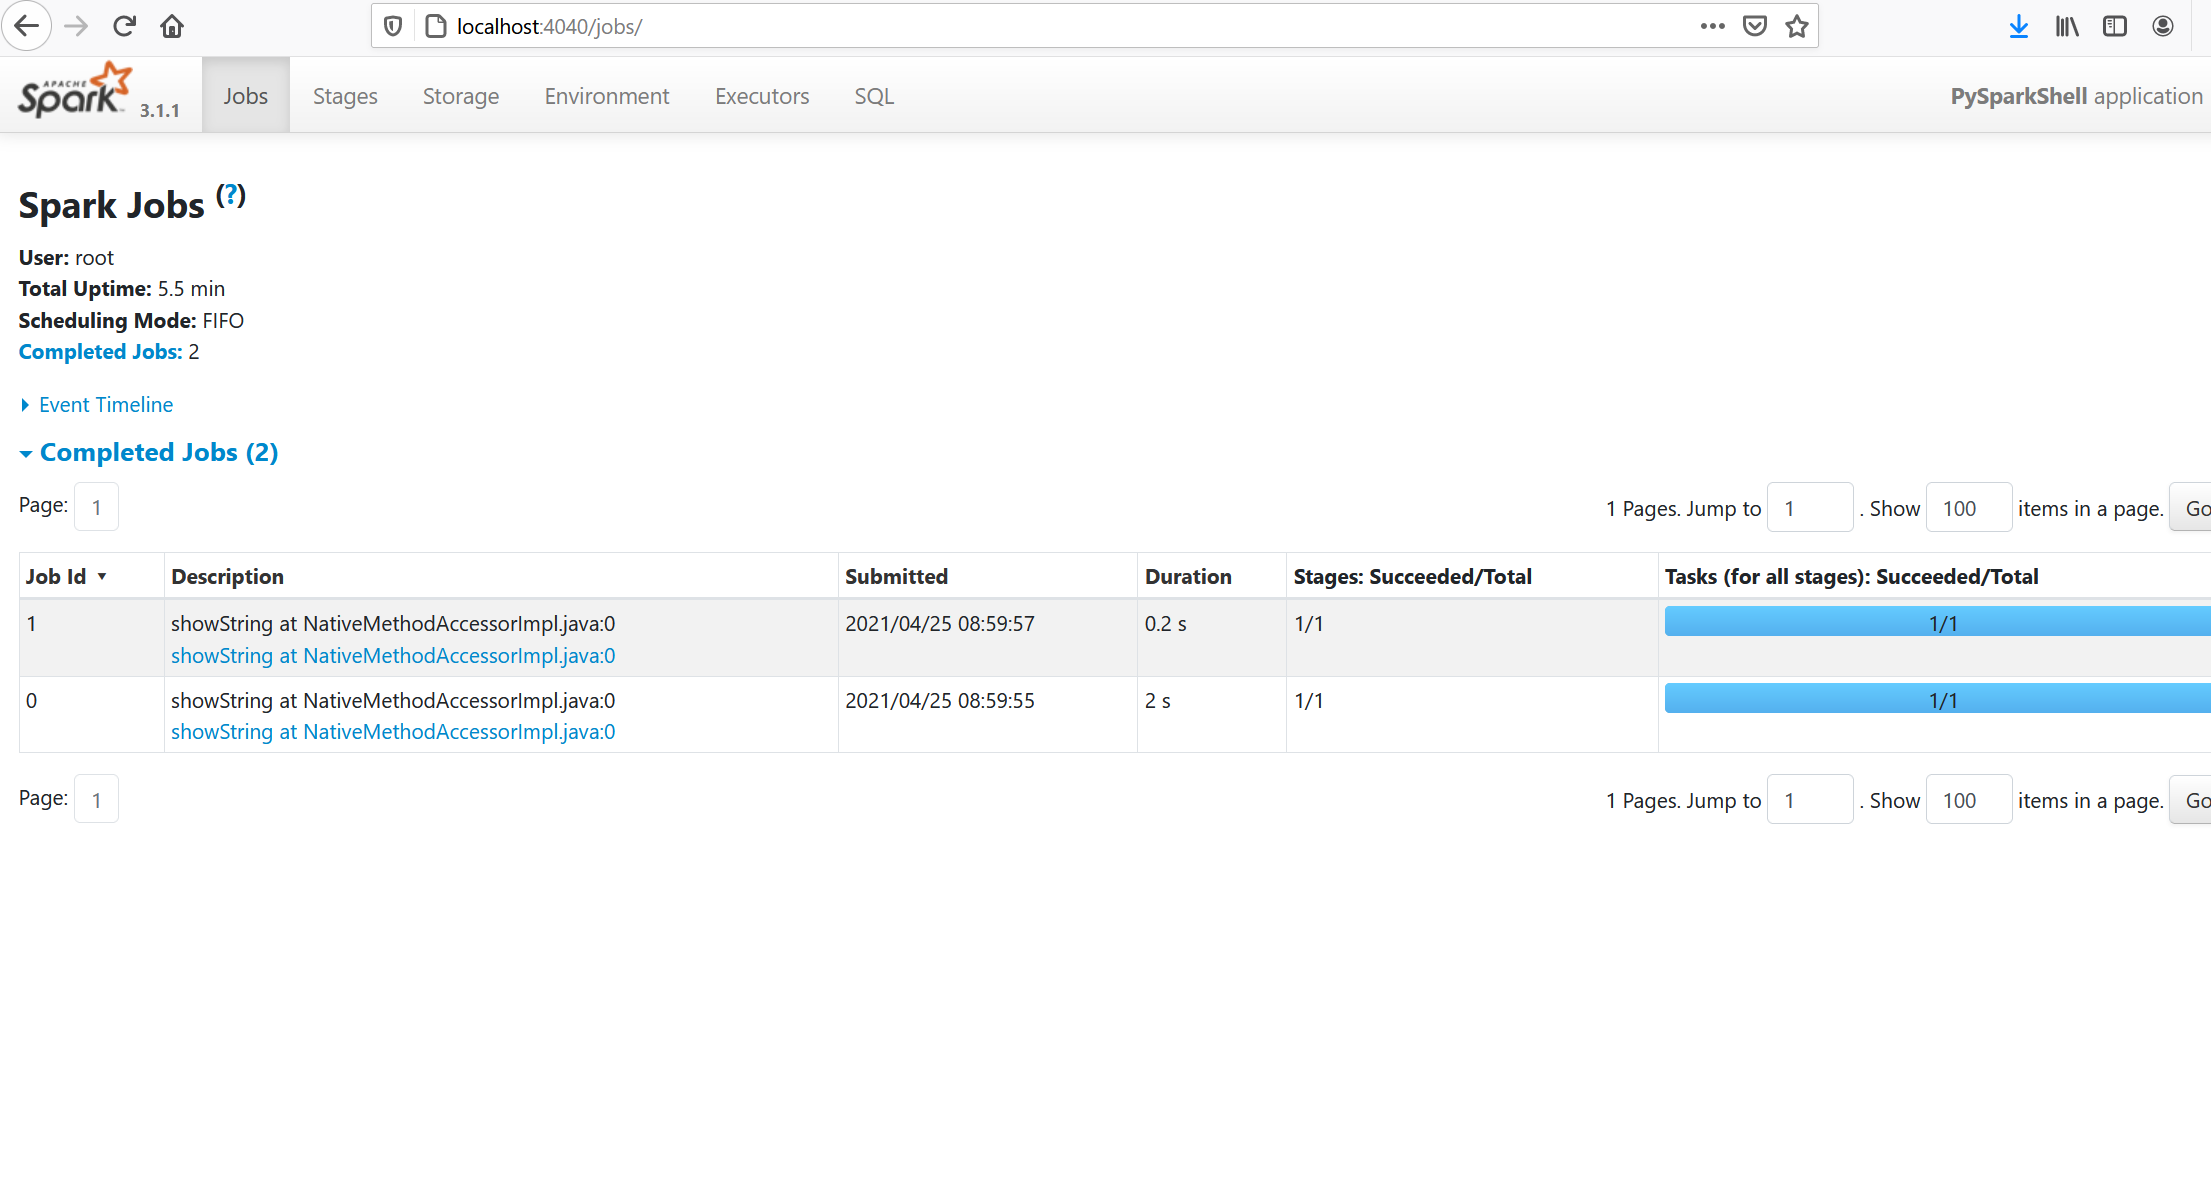 localhost:4040/jobs/
APACHE Spark 3.1.1 Jobs Stages Storage Environment Executors SQL PySparkShell application
Spark Jobs (?)
User: root
Total Uptime: 5.5 min
Scheduling Mode: FIFO
Completed Jobs: 2
Event Timeline
Completed Jobs (2)
Page: 1 1 Pages. Jump to 1 . Show 100 items in a page. Go
Job Id ▾ Description Submitted Duration Stages: Succeeded/Total Tasks (for all stages): Succeeded/Total
1 showString at NativeMethodAccessorImpl.java:0 2021/04/25 08:59:57 0.2 s 1/1 1/1
showString at NativeMethodAccessorImpl.java:0
0 showString at NativeMethodAccessorImpl.java:0 2021/04/25 08:59:55 2 s 1/1 1/1
showString at NativeMethodAccessorImpl.java:0
Page: 1 1 Pages. Jump to 1 . Show 100 items in a page. Go